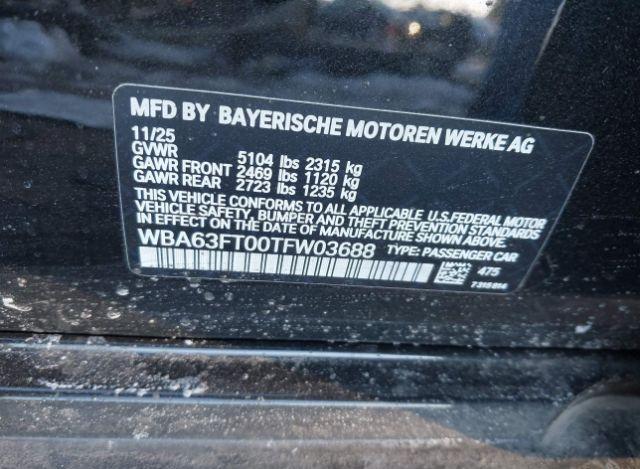 MFD BY BAYERISCHE MOTOREN WERKE AG
11/25
GVWR 5104 lbs 2315 kg
GAWR FRONT 2469 lbs 1120 kg
GAWR REAR 2723 lbs 1235 kg
THIS VEHICLE CONFORMS TO ALL APPLICABLE U.S.FEDERAL MOTOR
VEHICLE SAFETY, BUMPER AND THEFT PREVENTION STANDARDS
IN EFFECT ON THE DATE OF MANUFACTURE SHOWN ABOVE.
WBA63FT00TFW03688 TYPE: PASSENGER CAR
475
7315814